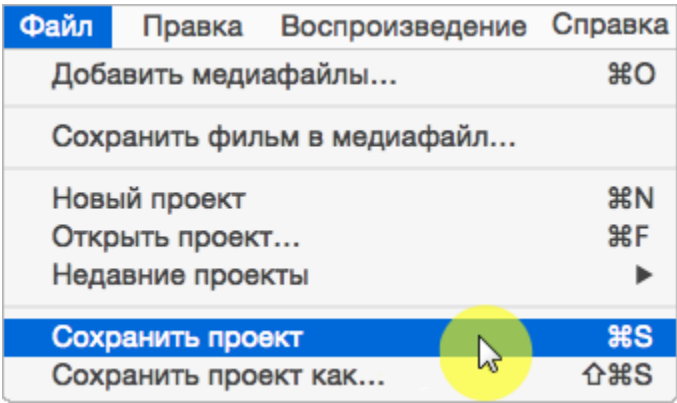 Файл Правка Воспроизведение Справка
Добавить медиафайлы... ⌘O
Сохранить фильм в медиафайл...
Новый проект ⌘N
Открыть проект... ⌘F
Недавние проекты ▶
Сохранить проект ⌘S
Сохранить проект как... ⇧⌘S